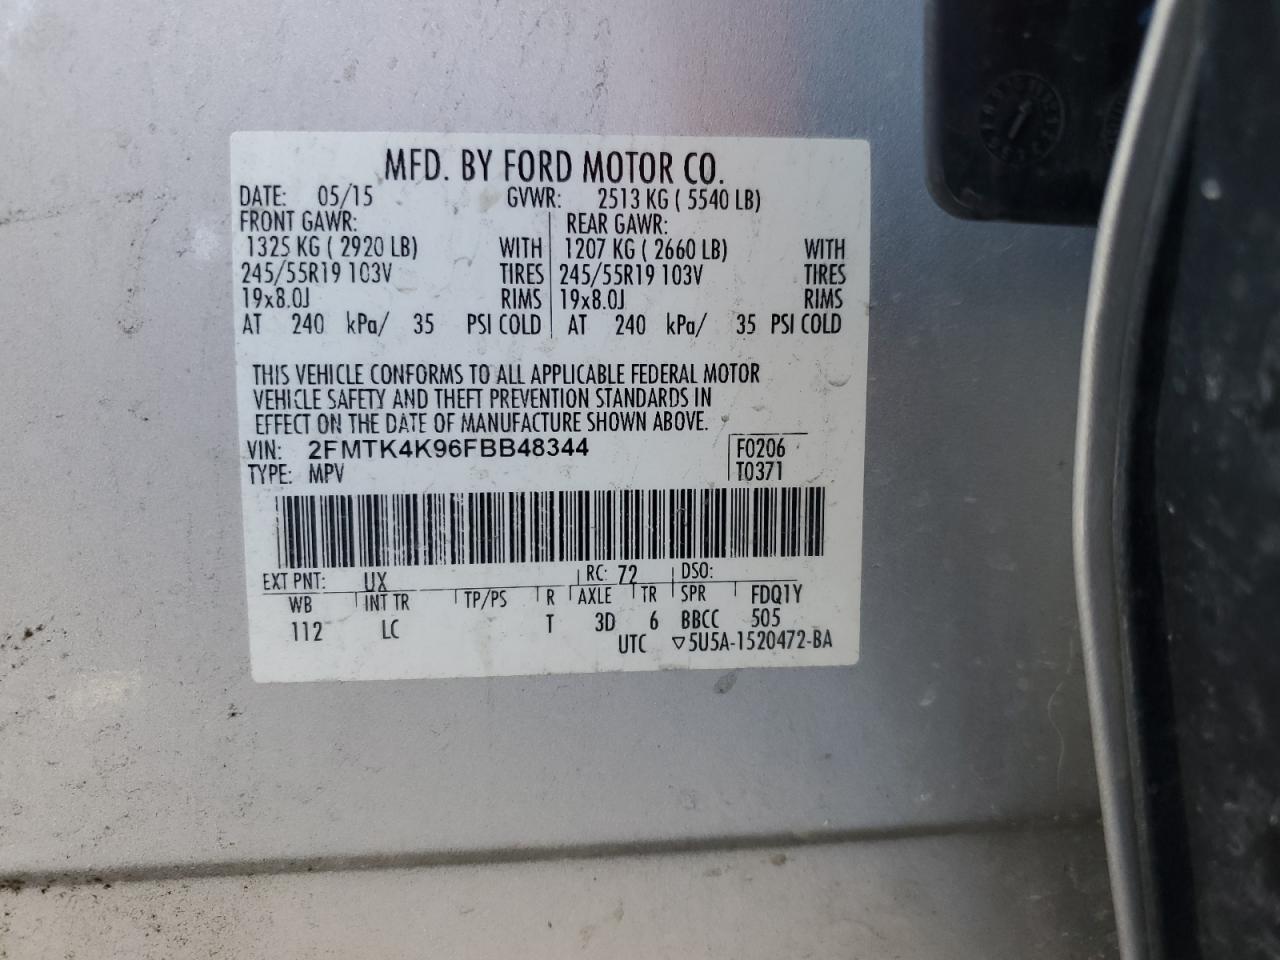 MFD. BY FORD MOTOR CO.
DATE: 05/15 GVWR: 2513 KG ( 5540 LB)
FRONT GAWR: REAR GAWR:
1325 KG ( 2920 LB) WITH 1207 KG ( 2660 LB) WITH
245/55R19 103V TIRES 245/55R19 103V TIRES
19x8.0J RIMS 19x8.0J RIMS
AT 240 kPa/ 35 PSI COLD AT 240 kPa/ 35 PSI COLD
THIS VEHICLE CONFORMS TO ALL APPLICABLE FEDERAL MOTOR
VEHICLE SAFETY AND THEFT PREVENTION STANDARDS IN
EFFECT ON THE DATE OF MANUFACTURE SHOWN ABOVE.
VIN: 2FMTK4K96FBB48344 F0206
TYPE: MPV T0371
EXT PNT: UX RC: 72 DSO:
WB INT TR TP/PS R AXLE TR SPR FDQ1Y
112 LC T 3D 6 BBCC 505
UTC ▽5U5A-1520472-BA